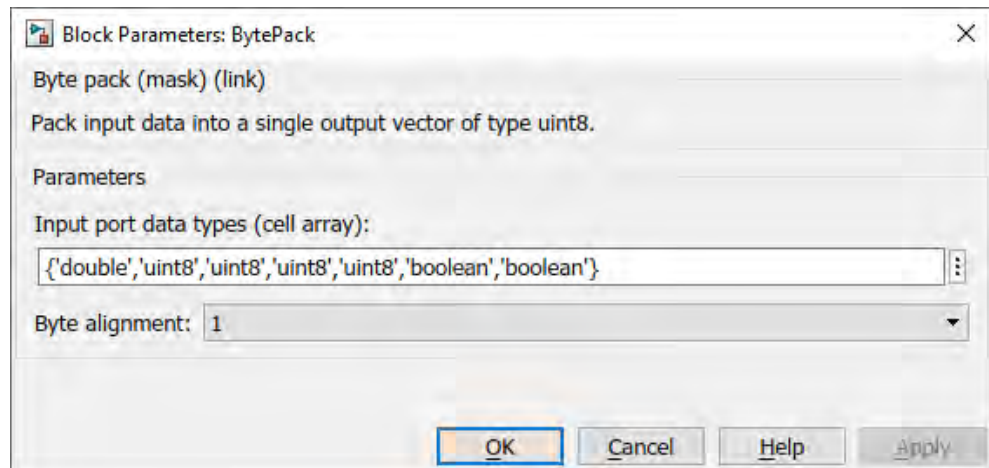 Block Parameters: BytePack
Byte pack (mask) (link)
Pack input data into a single output vector of type uint8.
Parameters
Input port data types (cell array):
{'double','uint8','uint8','uint8','uint8','boolean','boolean'}
Byte alignment: 1
OK Cancel Help Apply